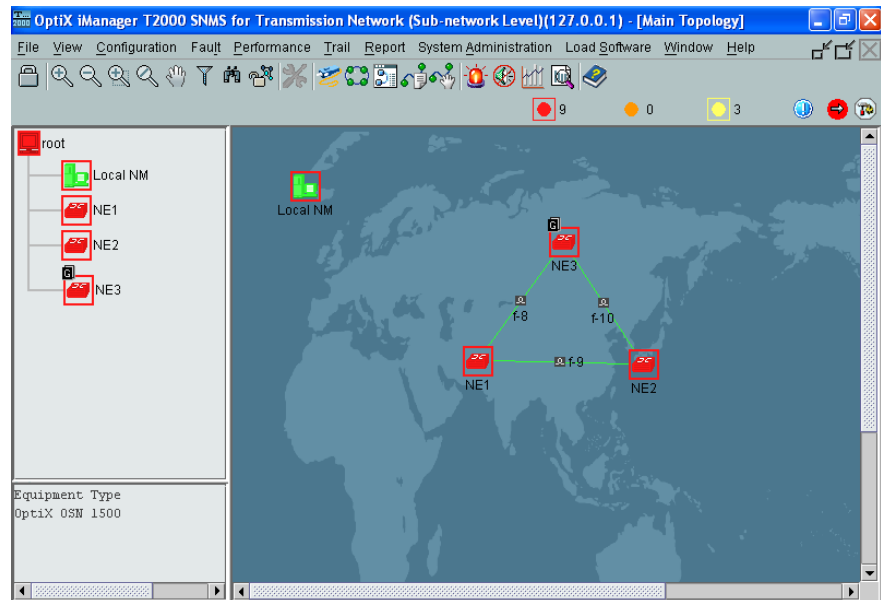 OptiX iManager T2000 SNMS for Transmission Network (Sub-network Level)(127.0.0.1) - [Main Topology]
File View Configuration Fault Performance Trail Report System Administration Load Software Window Help
9 0 3
root
Local NM
NE1
NE2
G
NE3
Local NM
G
NE3
f-8
f-10
f-9
NE1
NE2
Equipment Type
OptiX OSN 1500